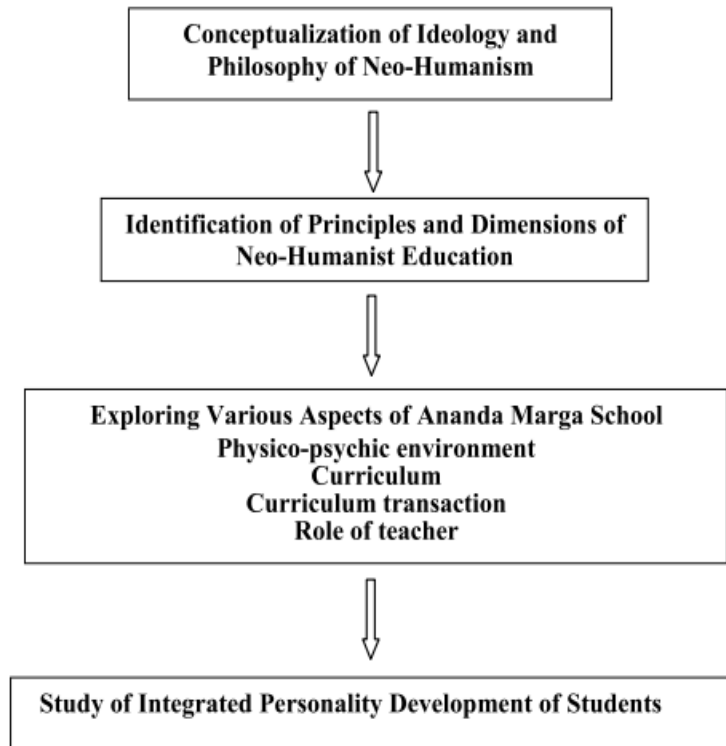 Conceptualization of Ideology and
Philosophy of Neo-Humanism
Identification of Principles and Dimensions of
Neo-Humanist Education
Exploring Various Aspects of Ananda Marga School
Physico-psychic environment
Curriculum
Curriculum transaction
Role of teacher
Study of Integrated Personality Development of Students